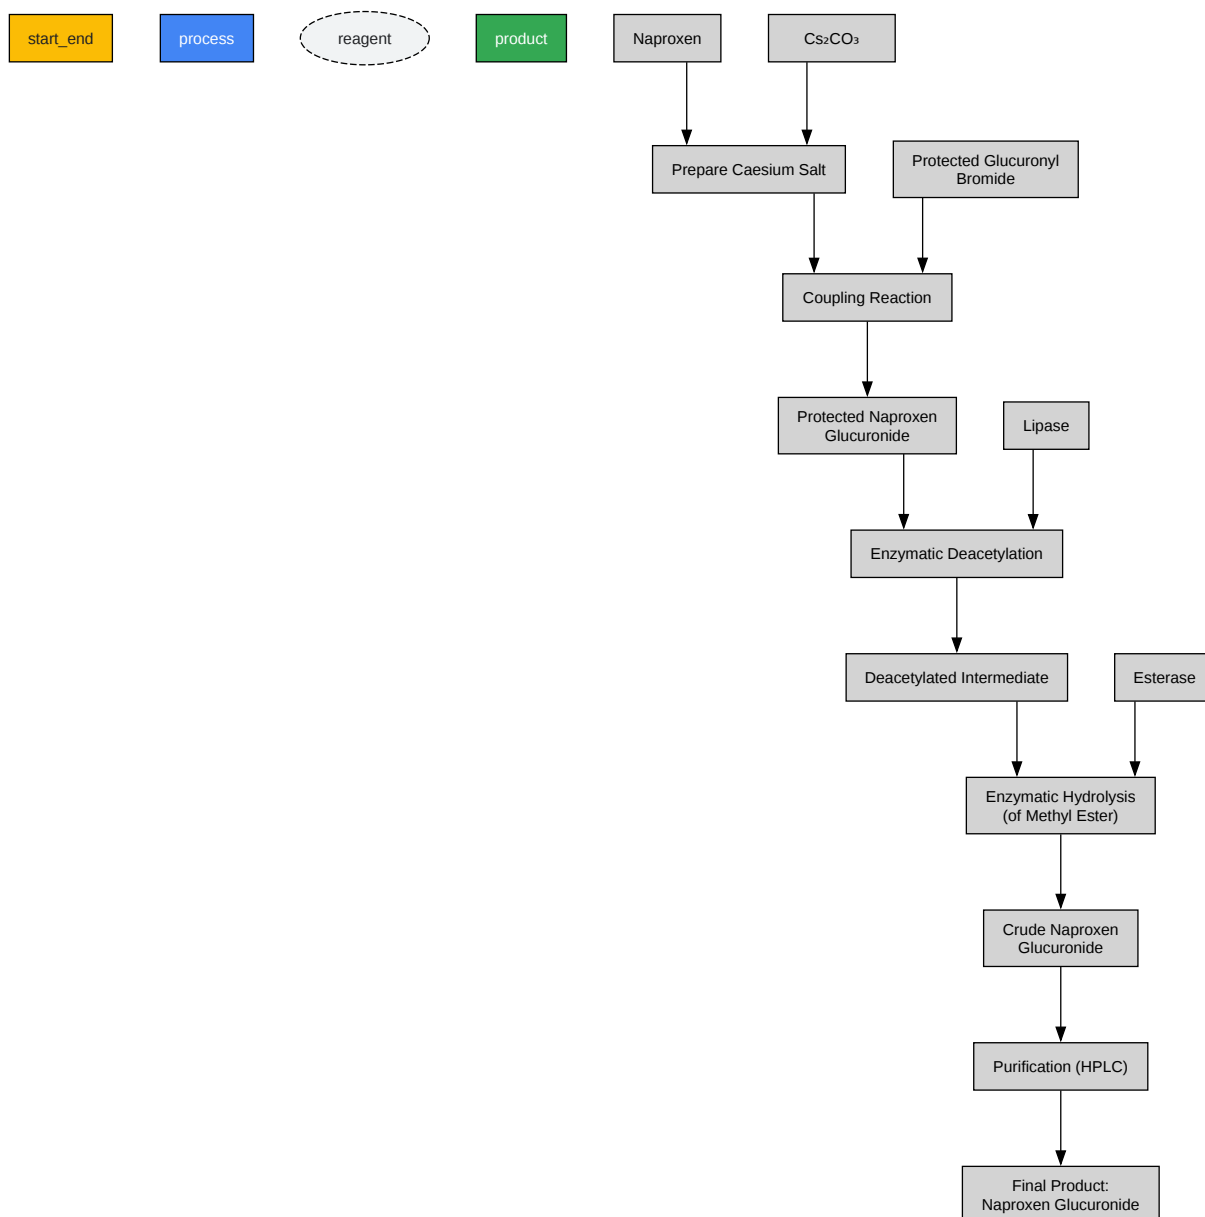 start_end
process
reagent
product
Naproxen
Cs₂CO₃
Prepare Caesium Salt
Protected Glucuronyl
Bromide
Coupling Reaction
Protected Naproxen
Glucuronide
Lipase
Enzymatic Deacetylation
Deacetylated Intermediate
Esterase
Enzymatic Hydrolysis
(of Methyl Ester)
Crude Naproxen
Glucuronide
Purification (HPLC)
Final Product:
Naproxen Glucuronide